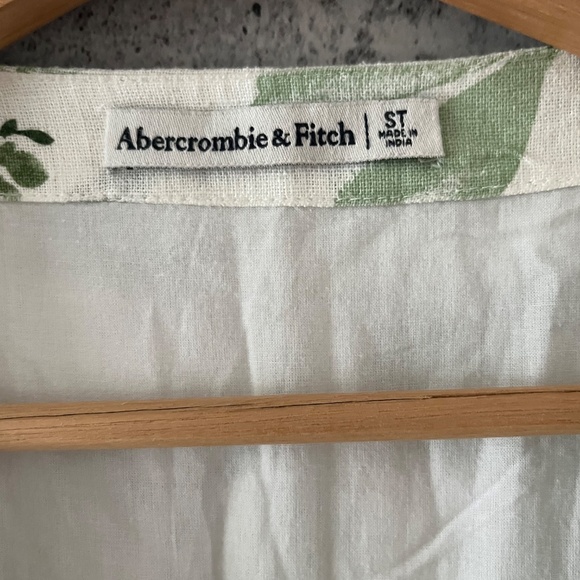 Abercrombie & Fitch | ST
MADE IN
INDIA